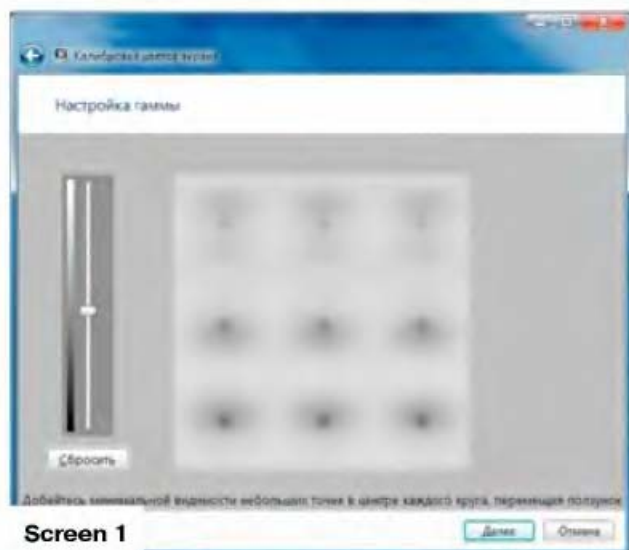 Калибровка цветов экрана
Настройка гаммы
Сбросить
Добейтесь минимальной видимости небольших точек в центре каждого круга, перемещая ползунок
Screen 1
Далее
Отмена